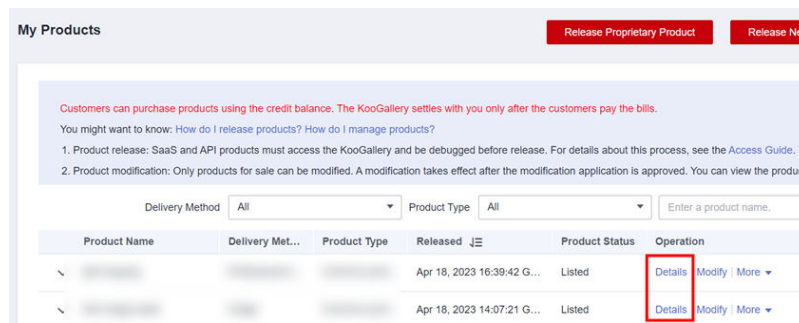 My Products
Release Proprietary Product
Release Ne
Customers can purchase products using the credit balance. The KooGallery settles with you only after the customers pay the bills.
You might want to know: How do I release products? How do I manage products?
1. Product release: SaaS and API products must access the KooGallery and be debugged before release. For details about this process, see the Access Guide.
2. Product modification: Only products for sale can be modified. A modification takes effect after the modification application is approved. You can view the produ
Delivery Method All Product Type All Enter a product name.
Product Name Delivery Met... Product Type Released Product Status Operation
Apr 18, 2023 16:39:42 G... Listed Details Modify More
Apr 18, 2023 14:07:21 G... Listed Details Modify More